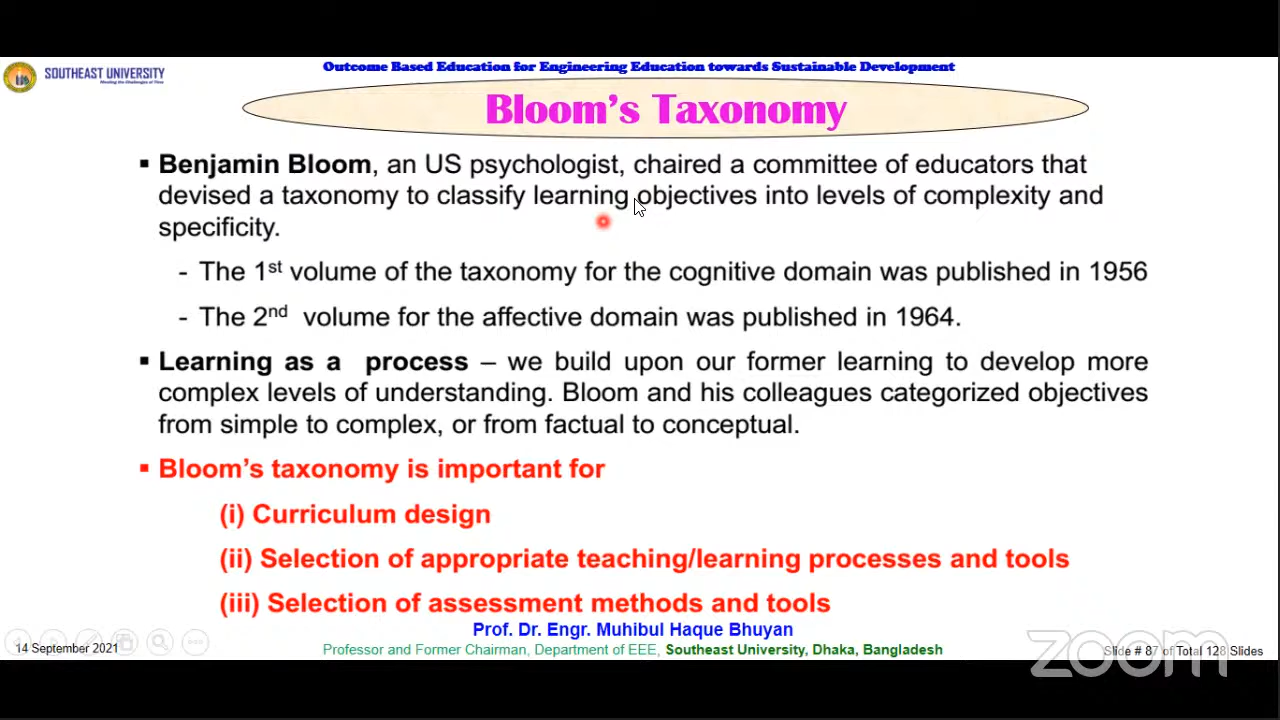 SOUTHEAST UNIVERSITY
Outcome Based Education for Engineering Education towards Sustainable Development
Bloom's Taxonomy
▪ Benjamin Bloom, an US psychologist, chaired a committee of educators that
devised a taxonomy to classify learning objectives into levels of complexity and
specificity.
- The 1st volume of the taxonomy for the cognitive domain was published in 1956
- The 2nd volume for the affective domain was published in 1964.
▪ Learning as a process – we build upon our former learning to develop more
complex levels of understanding. Bloom and his colleagues categorized objectives
from simple to complex, or from factual to conceptual.
▪ Bloom's taxonomy is important for
(i) Curriculum design
(ii) Selection of appropriate teaching/learning processes and tools
(iii) Selection of assessment methods and tools
Prof. Dr. Engr. Muhibul Haque Bhuyan
14 September 2021
Professor and Former Chairman, Department of EEE, Southeast University, Dhaka, Bangladesh
Slide # 87 of Total 128 Slides
zoom